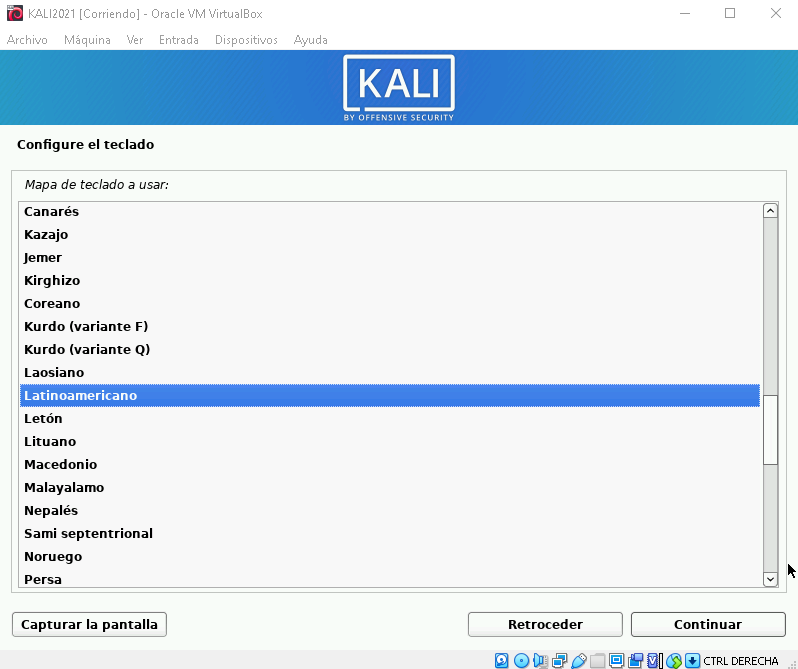 KALI2021 [Corriendo] - Oracle VM VirtualBox
Archivo Máquina Ver Entrada Dispositivos Ayuda
KALI
BY OFFENSIVE SECURITY
Configure el teclado
Mapa de teclado a usar:
Canarés
Kazajo
Jemer
Kirghizo
Coreano
Kurdo (variante F)
Kurdo (variante Q)
Laosiano
Latinoamericano
Letón
Lituano
Macedonio
Malayalamo
Nepalés
Sami septentrional
Noruego
Persa
Capturar la pantalla Retroceder Continuar
CTRL DERECHA